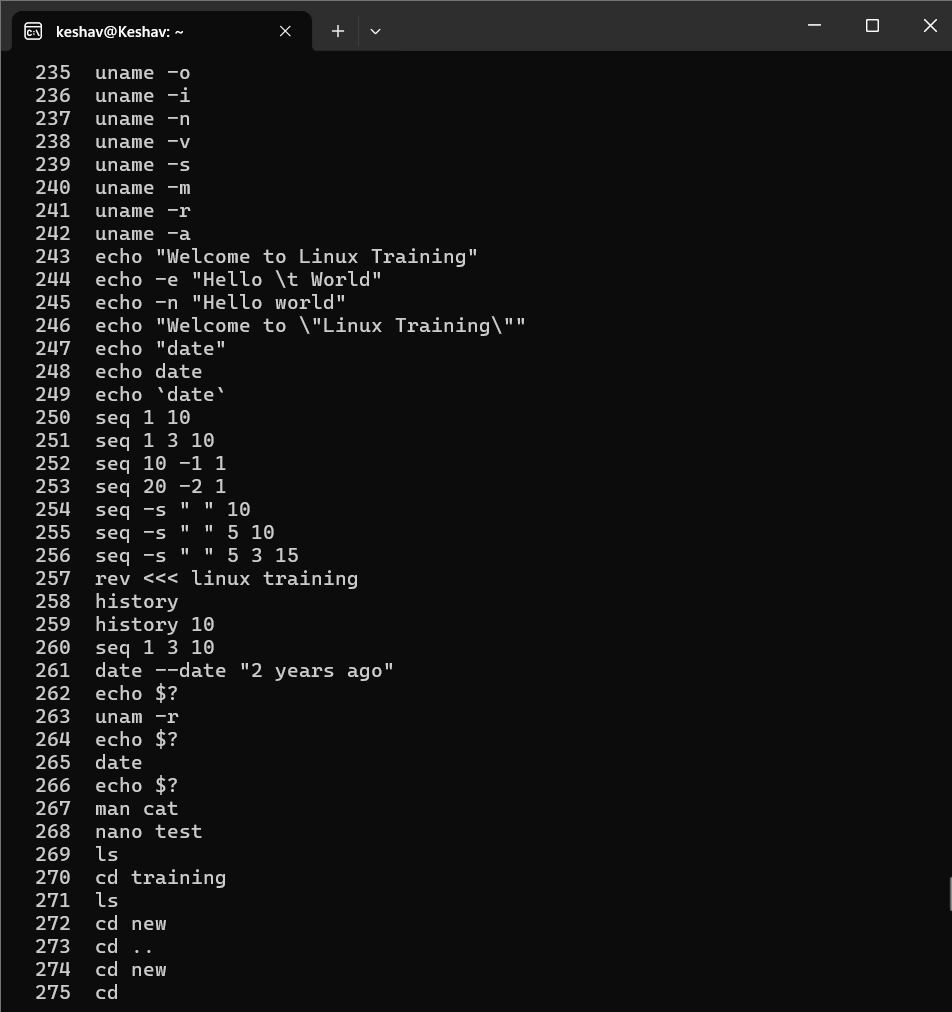 keshav@Keshav: ~
235 uname -o
236 uname -i
237 uname -n
238 uname -v
239 uname -s
240 uname -m
241 uname -r
242 uname -a
243 echo "Welcome to Linux Training"
244 echo -e "Hello \t World"
245 echo -n "Hello world"
246 echo "Welcome to \"Linux Training\""
247 echo "date"
248 echo date
249 echo `date`
250 seq 1 10
251 seq 1 3 10
252 seq 10 -1 1
253 seq 20 -2 1
254 seq -s " " 10
255 seq -s " " 5 10
256 seq -s " " 5 3 15
257 rev <<< linux training
258 history
259 history 10
260 seq 1 3 10
261 date --date "2 years ago"
262 echo $?
263 unam -r
264 echo $?
265 date
266 echo $?
267 man cat
268 nano test
269 ls
270 cd training
271 ls
272 cd new
273 cd ..
274 cd new
275 cd